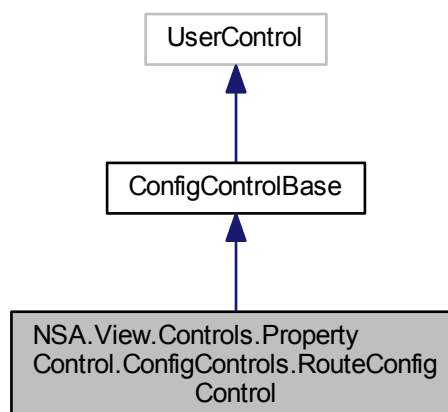 UserControl
ConfigControlBase
NSA.View.Controls.Property
Control.ConfigControls.RouteConfig
Control